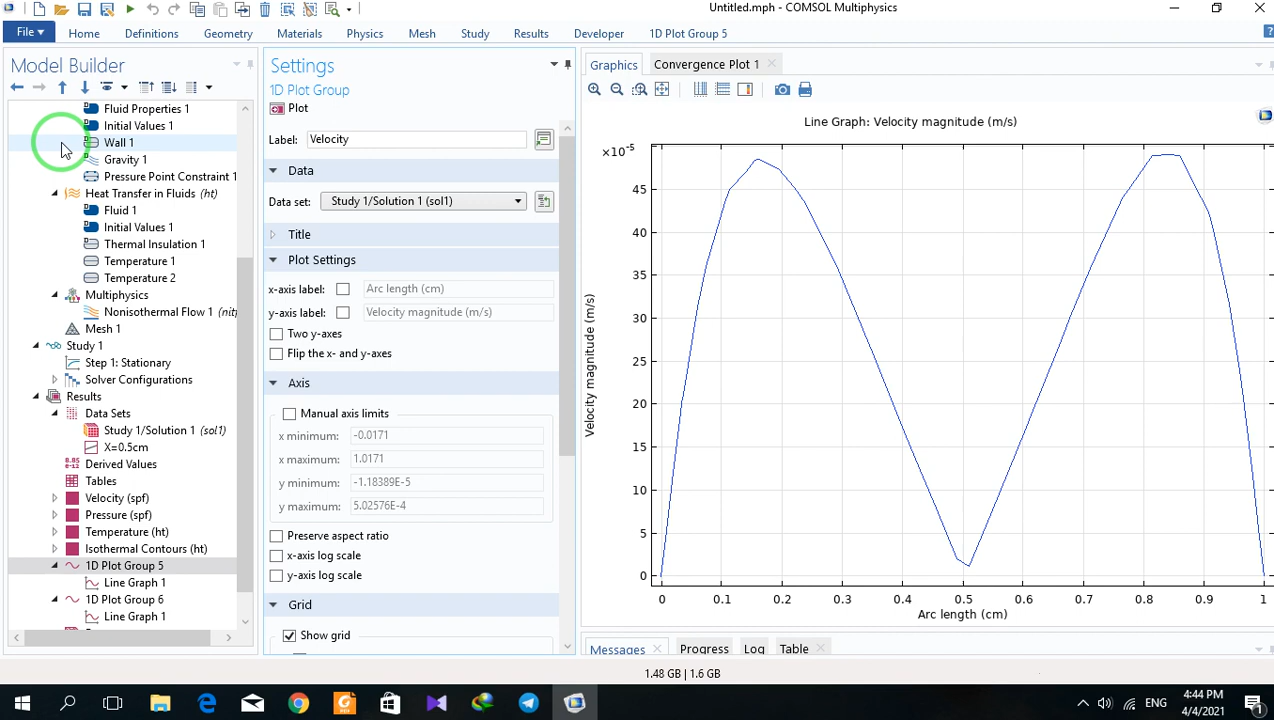 Untitled.mph - COMSOL Multiphysics
File
Home
Definitions
Geometry
Materials
Physics
Mesh
Study
Results
Developer
1D Plot Group 5
Model Builder
Fluid Properties 1
Initial Values 1
Wall 1
Gravity 1
Pressure Point Constraint 1
Heat Transfer in Fluids (ht)
Fluid 1
Initial Values 1
Thermal Insulation 1
Temperature 1
Temperature 2
Multiphysics
Nonisothermal Flow 1 (nitf
Mesh 1
Study 1
Step 1: Stationary
Solver Configurations
Results
Data Sets
Study 1/Solution 1 (sol1)
X=0.5cm
Derived Values
Tables
Velocity (spf)
Pressure (spf)
Temperature (ht)
Isothermal Contours (ht)
1D Plot Group 5
Line Graph 1
1D Plot Group 6
Line Graph 1
Settings
1D Plot Group
Plot
Label:
Velocity
Data
Data set:
Study 1/Solution 1 (sol1)
Title
Plot Settings
x-axis label:
Arc length (cm)
y-axis label:
Velocity magnitude (m/s)
Two y-axes
Flip the x- and y-axes
Axis
Manual axis limits
x minimum:
-0.0171
x maximum:
1.0171
y minimum:
-1.18389E-5
y maximum:
5.02576E-4
Preserve aspect ratio
x-axis log scale
y-axis log scale
Grid
Show grid
Graphics
Convergence Plot 1
Line Graph: Velocity magnitude (m/s)
×10-5
45
40
35
30
25
20
15
10
5
0
Velocity magnitude (m/s)
0
0.1
0.2
0.3
0.4
0.5
0.6
0.7
0.8
0.9
1
Arc length (cm)
Messages
Progress
Log
Table
1.48 GB | 1.6 GB
ENG
4:44 PM
4/4/2021
1